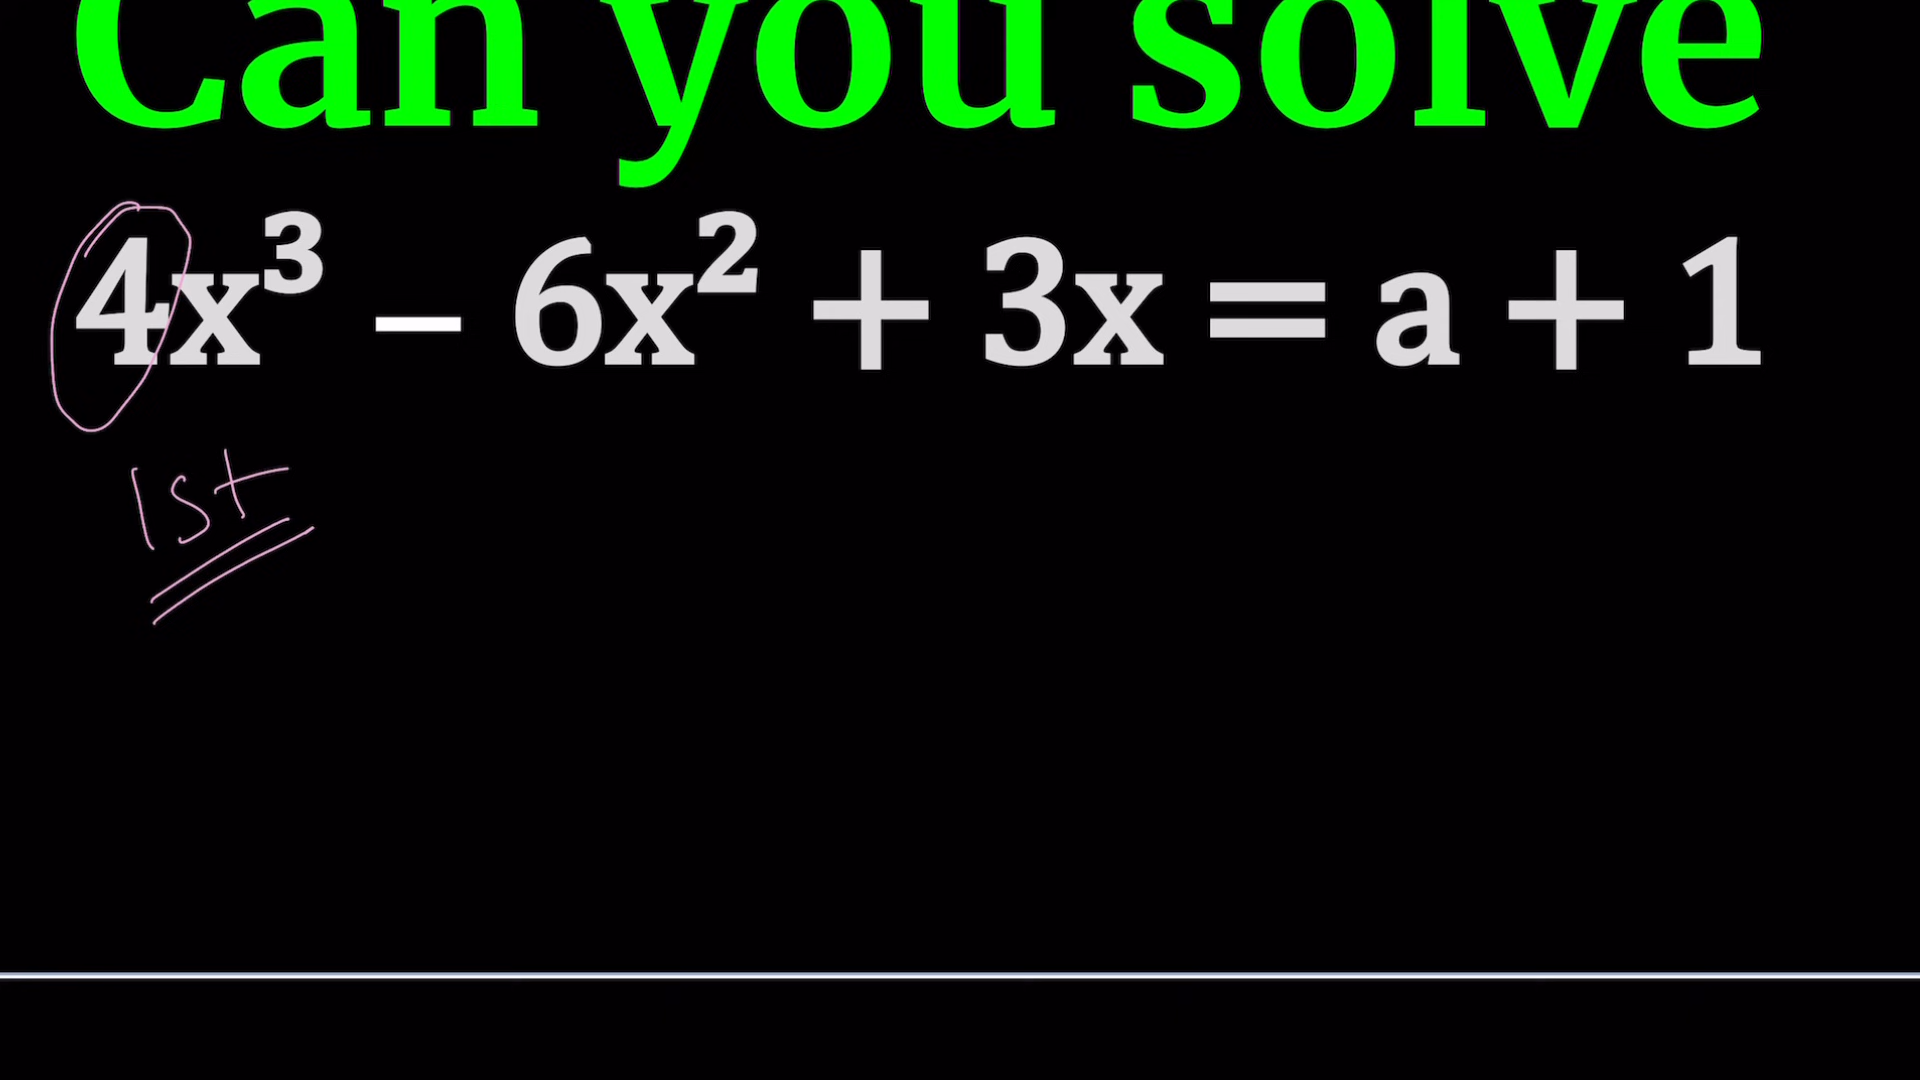 Can you solve
4x³ – 6x² + 3x = a + 1
1st